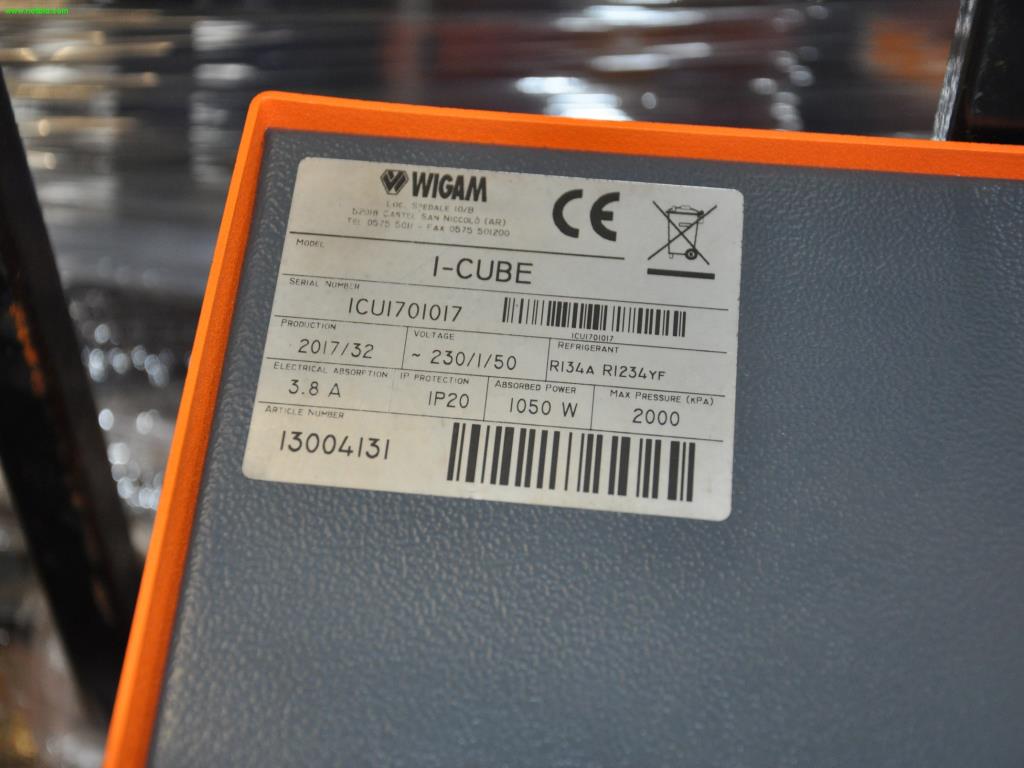 www.netbid.com
WIGAM
LOC. SPEDALE 10/B
52018 CASTEL SAN NICCOLÒ (AR)
TEL 0575 5011 - FAX 0575 501200
CE
MODEL
I-CUBE
SERIAL NUMBER
ICU1701017
ICU1701017
PRODUCTION
2017/32
VOLTAGE
~ 230/1/50
REFRIGERANT
R134A R1234YF
ELECTRICAL ABSORPTION
3.8 A
IP PROTECTION
IP20
ABSORBED POWER
1050 W
MAX PRESSURE (KPA)
2000
ARTICLE NUMBER
13004131